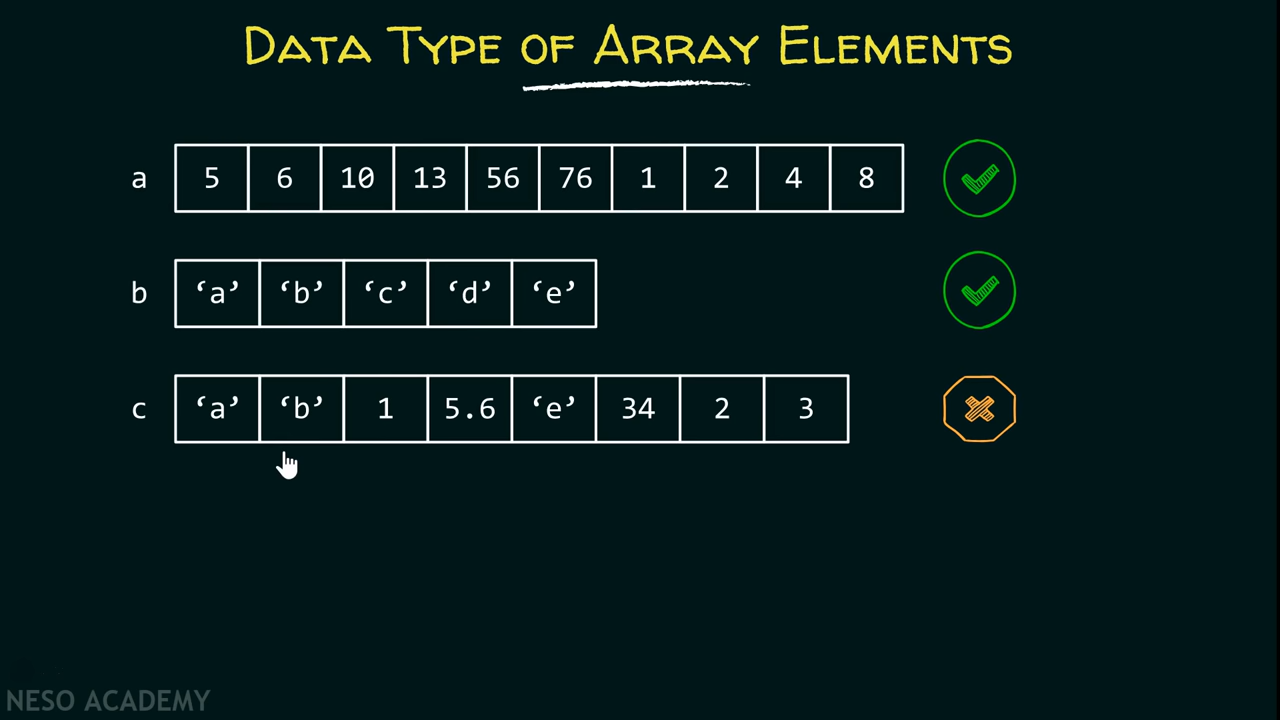 DATA TYPE OF ARRAY ELEMENTS
a 5 6 10 13 56 76 1 2 4 8
b ‘a’ ‘b’ ‘c’ ‘d’ ‘e’
c ‘a’ ‘b’ 1 5.6 ‘e’ 34 2 3
NESO ACADEMY